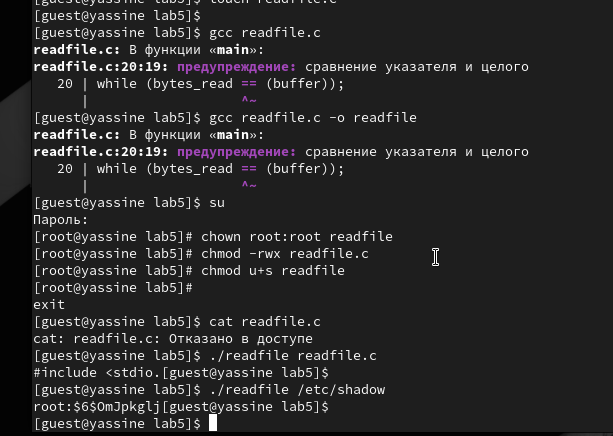 [guest@yassine lab5]$ touch readfile.c
[guest@yassine lab5]$
[guest@yassine lab5]$ gcc readfile.c
readfile.c: В функции «main»:
readfile.c:20:19: предупреждение: сравнение указателя и целого
20 | while (bytes_read == (buffer));
| ^~
[guest@yassine lab5]$ gcc readfile.c -o readfile
readfile.c: В функции «main»:
readfile.c:20:19: предупреждение: сравнение указателя и целого
20 | while (bytes_read == (buffer));
| ^~
[guest@yassine lab5]$ su
Пароль:
[root@yassine lab5]# chown root:root readfile
[root@yassine lab5]# chmod -rwx readfile.c
[root@yassine lab5]# chmod u+s readfile
[root@yassine lab5]#
exit
[guest@yassine lab5]$ cat readfile.c
cat: readfile.c: Отказано в доступе
[guest@yassine lab5]$ ./readfile readfile.c
#include <stdio.[guest@yassine lab5]$
[guest@yassine lab5]$ ./readfile /etc/shadow
root:$6$OmJpkglj[guest@yassine lab5]$
[guest@yassine lab5]$